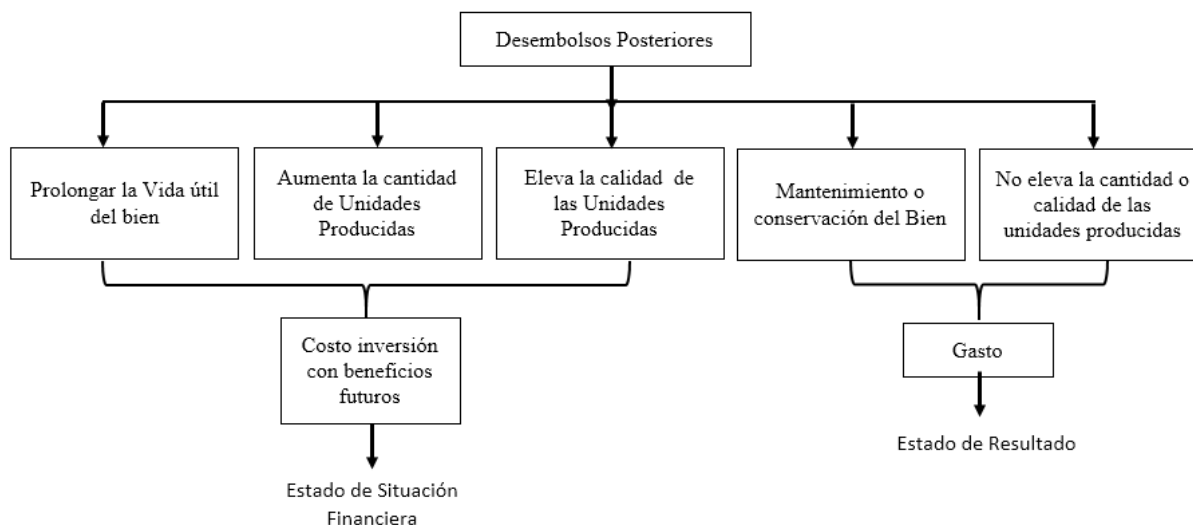 Desembolsos Posteriores
Prolongar la Vida útil
del bien
Aumenta la cantidad
de Unidades
Producidas
Eleva la calidad de
las Unidades
Producidas
Mantenimiento o
conservación del Bien
No eleva la cantidad o
calidad de las
unidades producidas
Costo inversión
con beneficios
futuros
Gasto
Estado de Situación
Financiera
Estado de Resultado